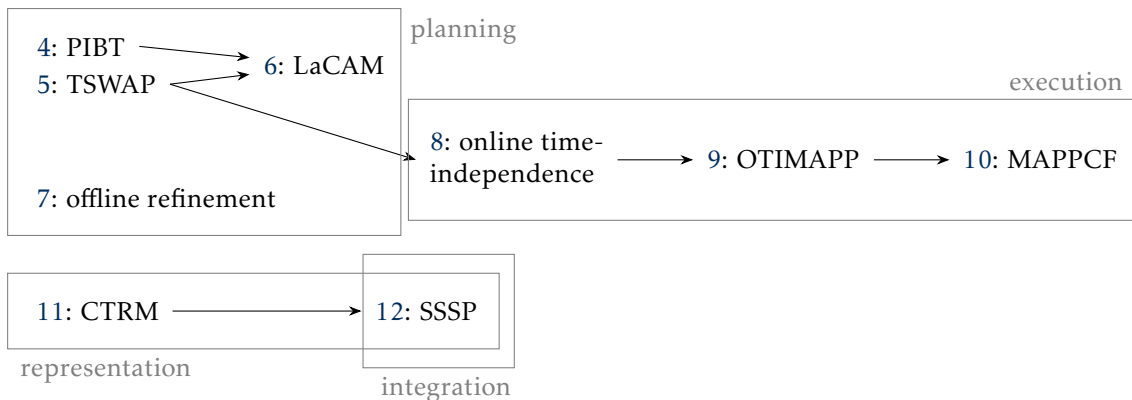 planning
4: PIBT
5: TSWAP
6: LaCAM
7: offline refinement
execution
8: online time-
independence
9: OTIMAPP
10: MAPPCF
11: CTRM
12: SSSP
representation
integration